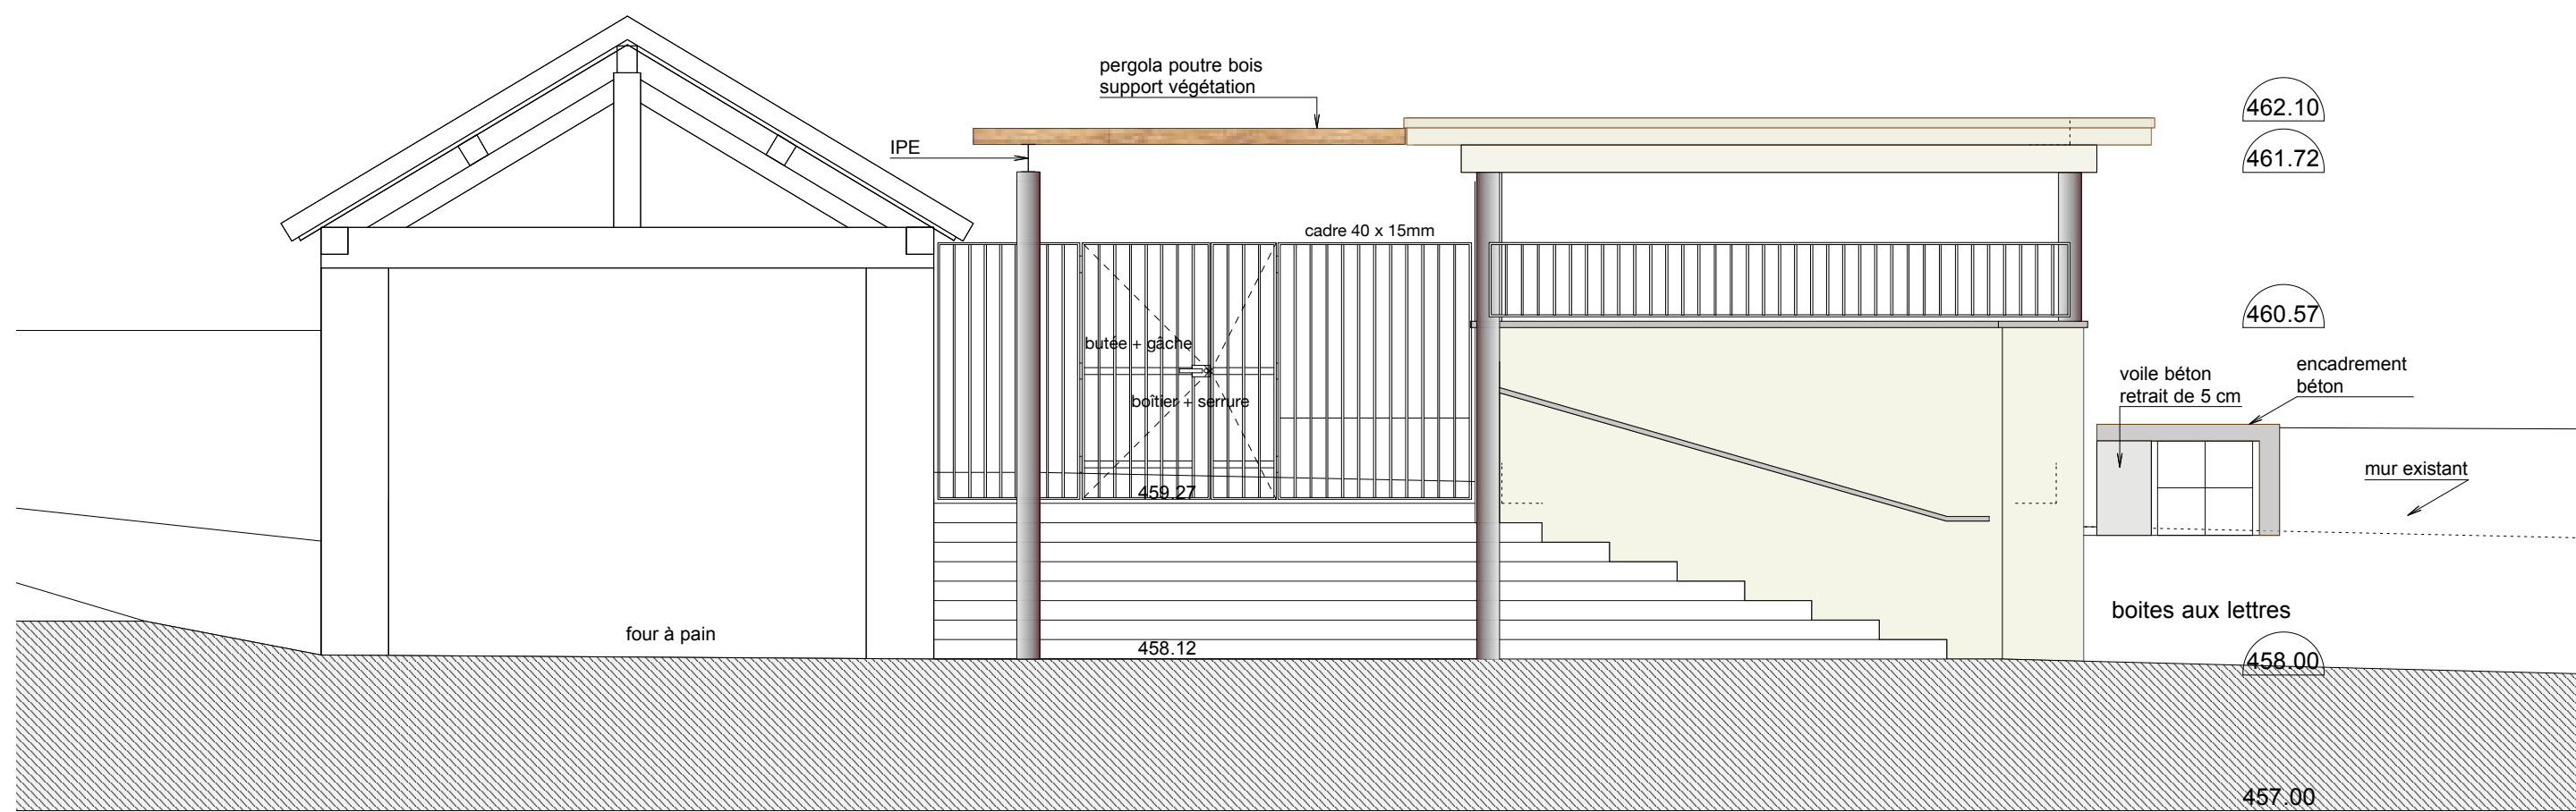 pergola poutre bois
support végétation
IPE
462.10
461.72
cadre 40 x 15mm
460.57
butée + gâche
boîtier + serrure
voile béton
retrait de 5 cm
encadrement
béton
mur existant
459.27
four à pain
458.12
boites aux lettres
458.00
457.00